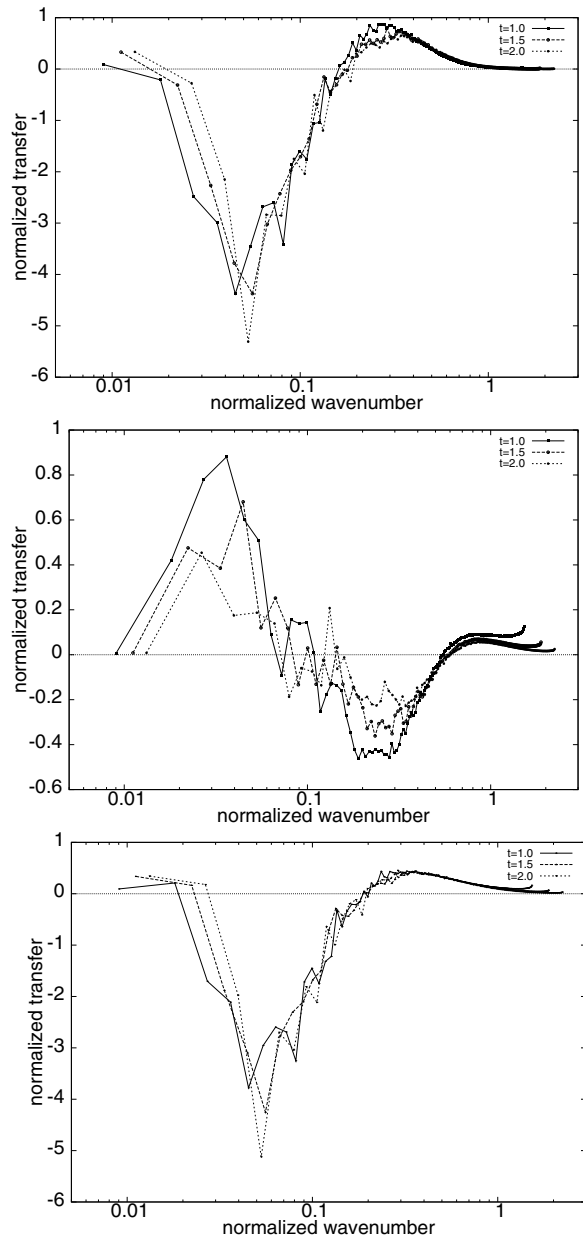 1
0
-1
-2
-3
-4
-5
-6
normalized transfer
t=1.0
t=1.5
t=2.0
0.01
0.1
1
normalized wavenumber
1
0.8
0.6
0.4
0.2
0
-0.2
-0.4
-0.6
normalized transfer
t=1.0
t=1.5
t=2.0
0.01
0.1
1
normalized wavenumber
1
0
-1
-2
-3
-4
-5
-6
normalized transfer
t=1.0
t=1.5
t=2.0
0.01
0.1
1
normalized wavenumber